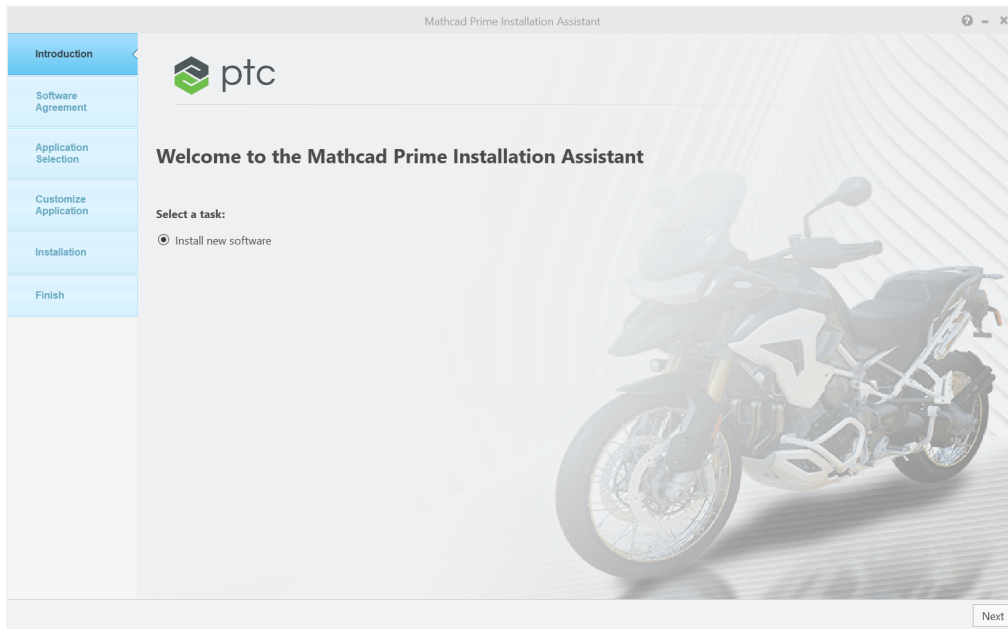 Mathcad Prime Installation Assistant
Introduction
Software
Agreement
Application
Selection
Customize
Application
Installation
Finish
ptc
Welcome to the Mathcad Prime Installation Assistant
Select a task:
Install new software
Next